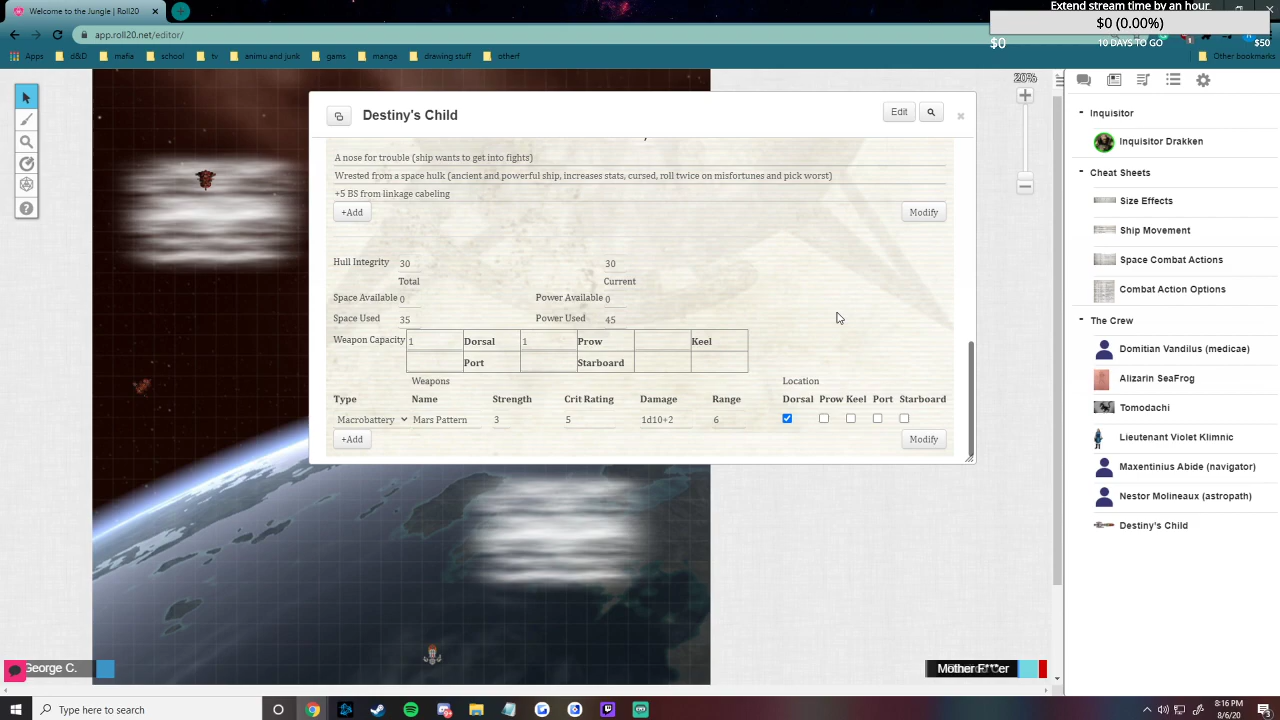 Welcome to the Jungle | Roll20
Extend stream time by an hour
$0 (0.00%)
$0
10 DAYS TO GO
$50
app.roll20.net/editor/
Apps
d&D
mafia
school
tv
animu and junk
gams
manga
drawing stuff
otherf
Other bookmarks
20%
Destiny's Child
Edit
A nose for trouble (ship wants to get into fights)
Wrested from a space hulk (ancient and powerful ship, increases stats, cursed, roll twice on misfortunes and pick worst)
+5 BS from linkage cabeling
+Add
Modify
Hull Integrity 30 30
Total Current
Space Available 0 Power Available 0
Space Used 35 Power Used 45
Weapon Capacity 1 Dorsal 1 Prow Keel
Port Starboard
Weapons Location
Type Name Strength Crit Rating Damage Range Dorsal Prow Keel Port Starboard
Macrobattery Mars Pattern 3 5 1d10+2 6
+Add
Modify
Inquisitor
Inquisitor Drakken
Cheat Sheets
Size Effects
Ship Movement
Space Combat Actions
Combat Action Options
The Crew
Domitian Vandilus (medicae)
Alizarin SeaFrog
Tomodachi
Lieutenant Violet Klimnic
Maxentinius Abide (navigator)
Nestor Molineaux (astropath)
Destiny's Child
George C.
Mother F***er
Type here to search
8:16 PM
8/6/20